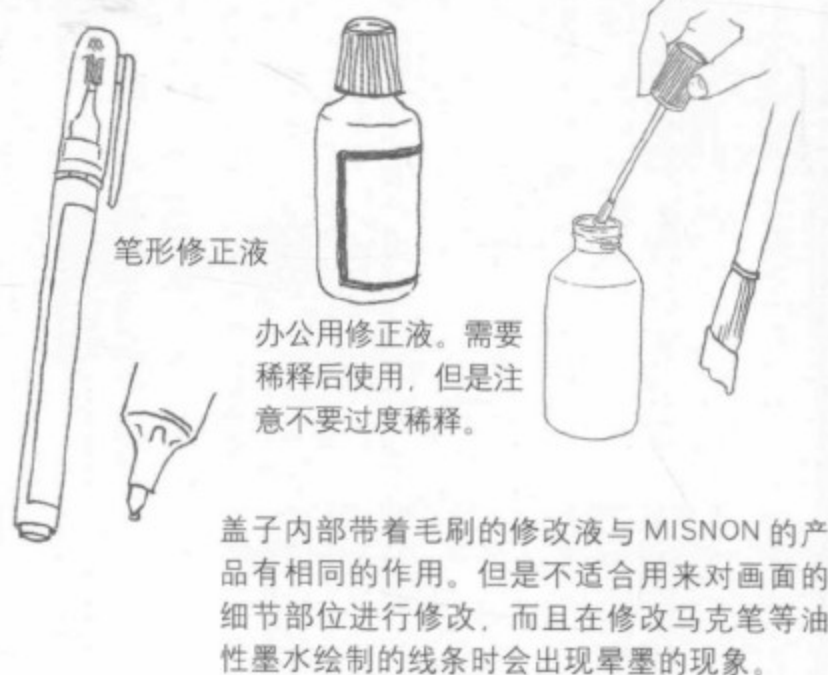 笔形修正液
办公用修正液。需要
稀释后使用，但是注
意不要过度稀释。
盖子内部带着毛刷的修改液与 MISNON 的产
品有相同的作用。但是不适合用来对画面的
细节部位进行修改，而且在修改马克笔等油
性墨水绘制的线条时会出现晕墨的现象。